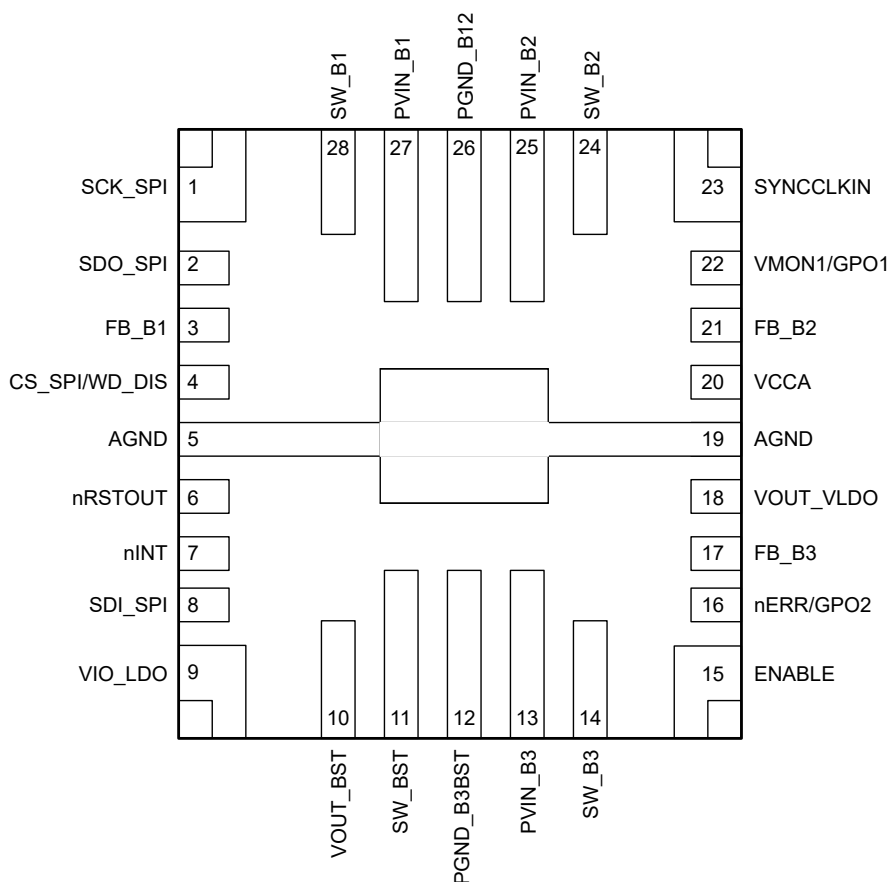 SW_B1
PVIN_B1
PGND_B12
PVIN_B2
SW_B2
28
27
26
25
24
SCK_SPI 1
23 SYNCCLKIN
SDO_SPI 2
22 VMON1/GPO1
FB_B1 3
21 FB_B2
CS_SPI/WD_DIS 4
20 VCCA
AGND 5
19 AGND
nRSTOUT 6
18 VOUT_VLDO
nINT 7
17 FB_B3
SDI_SPI 8
16 nERR/GPO2
VIO_LDO 9
15 ENABLE
10
11
12
13
14
VOUT_BST
SW_BST
PGND_B3BST
PVIN_B3
SW_B3